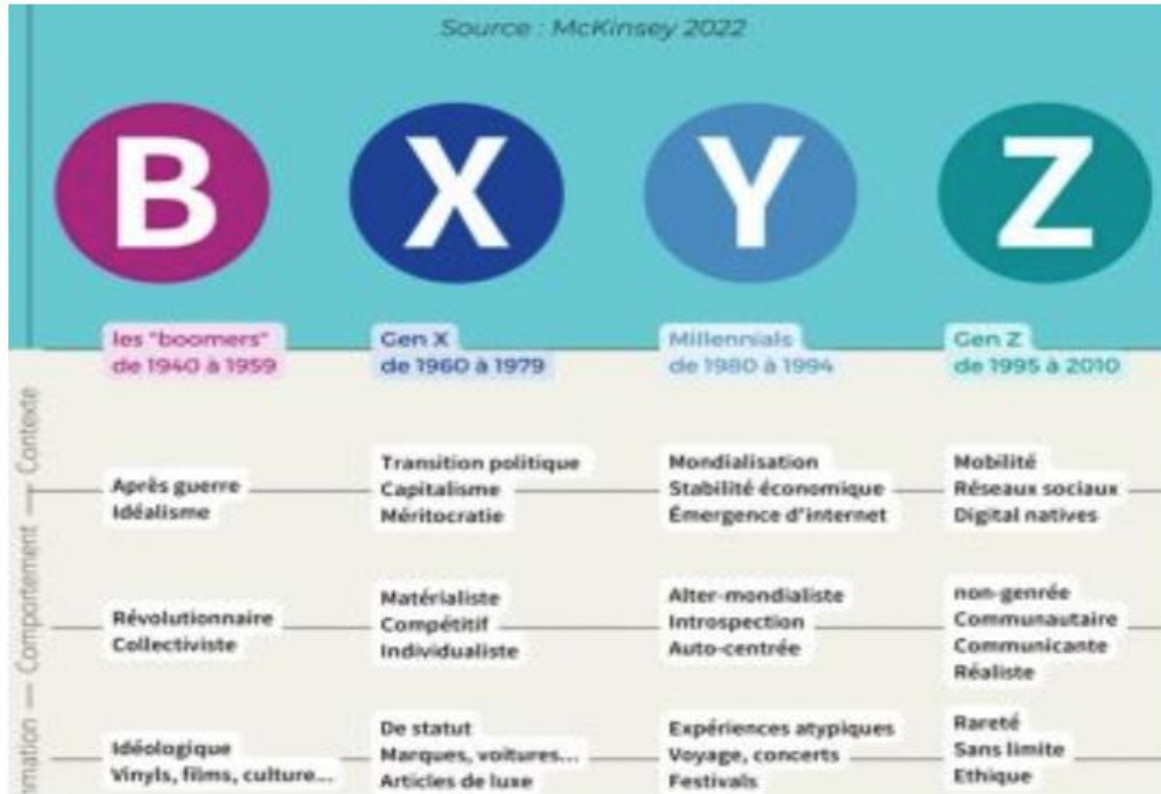 Source : McKinsey 2022
B
X
Y
Z
les "boomers"
de 1940 à 1959
Gen X
de 1960 à 1979
Millennials
de 1980 à 1994
Gen Z
de 1995 à 2010
Contexte
Après guerre
Idéalisme
Transition politique
Capitalisme
Méritocratie
Mondialisation
Stabilité économique
Émergence d'internet
Mobilité
Réseaux sociaux
Digital natives
Comportement
Révolutionnaire
Collectiviste
Matérialiste
Compétitif
Individualiste
Alter-mondialiste
Introspection
Auto-centrée
non-genrée
Communautaire
Communicante
Réaliste
mation
Idéologique
Vinyls, films, culture...
De statut
Marques, voitures...
Articles de luxe
Expériences atypiques
Voyage, concerts
Festivals
Rareté
Sans limite
Ethique